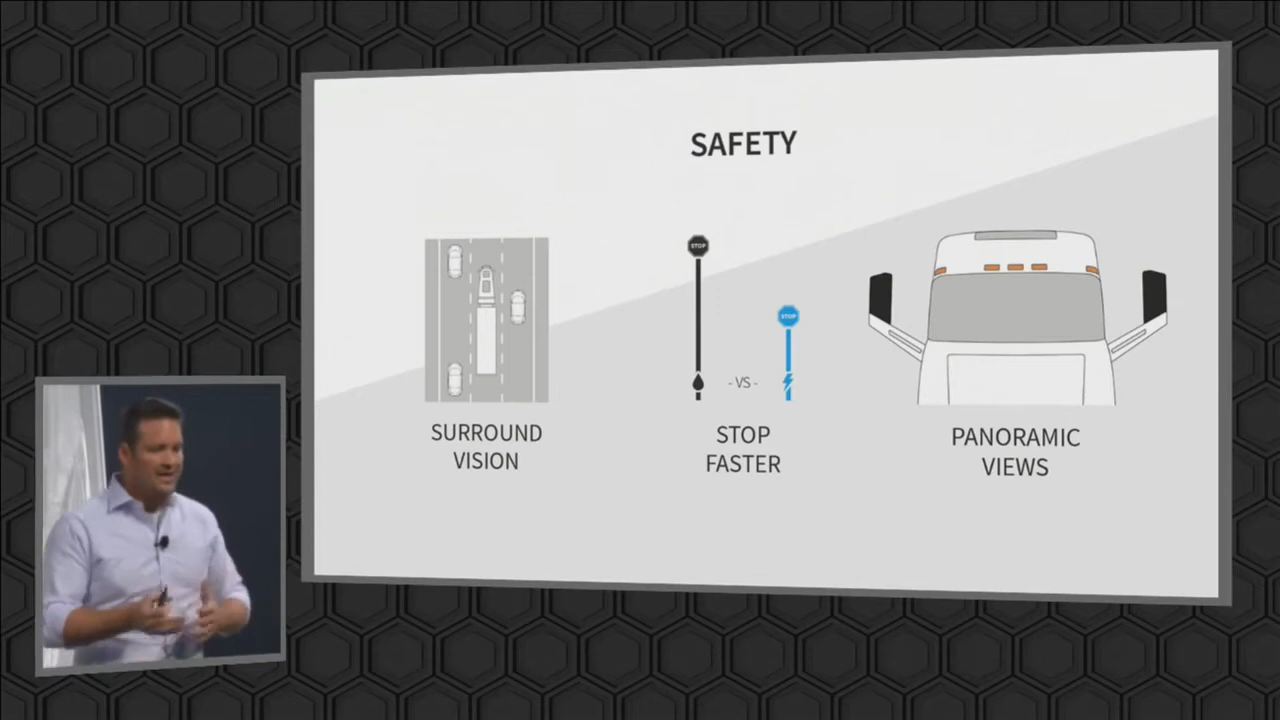 SAFETY
STOP
STOP
- VS -
SURROUND
VISION
STOP
FASTER
PANORAMIC
VIEWS